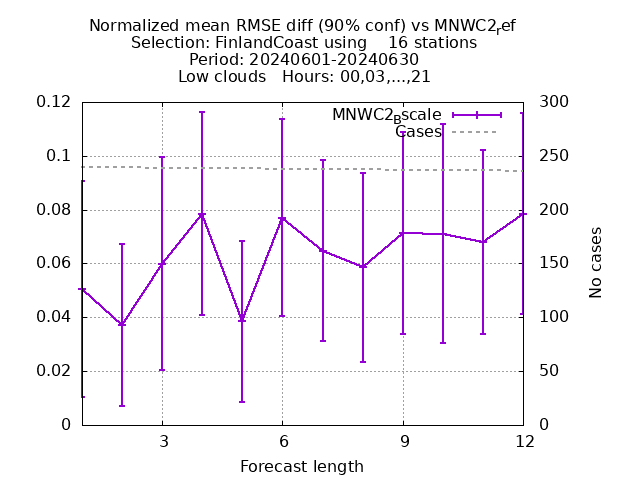 Normalized mean RMSE diff (90% conf) vs MNWC2ref
Selection: FinlandCoast using    16 stations
Period: 20240601-20240630
Low clouds   Hours: 00,03,...,21
0.12
0.1
0.08
0.06
0.04
0.02
0
300
250
200
150
100
50
0
MNWC2Bscale
Cases
No cases
3
6
9
12
Forecast length